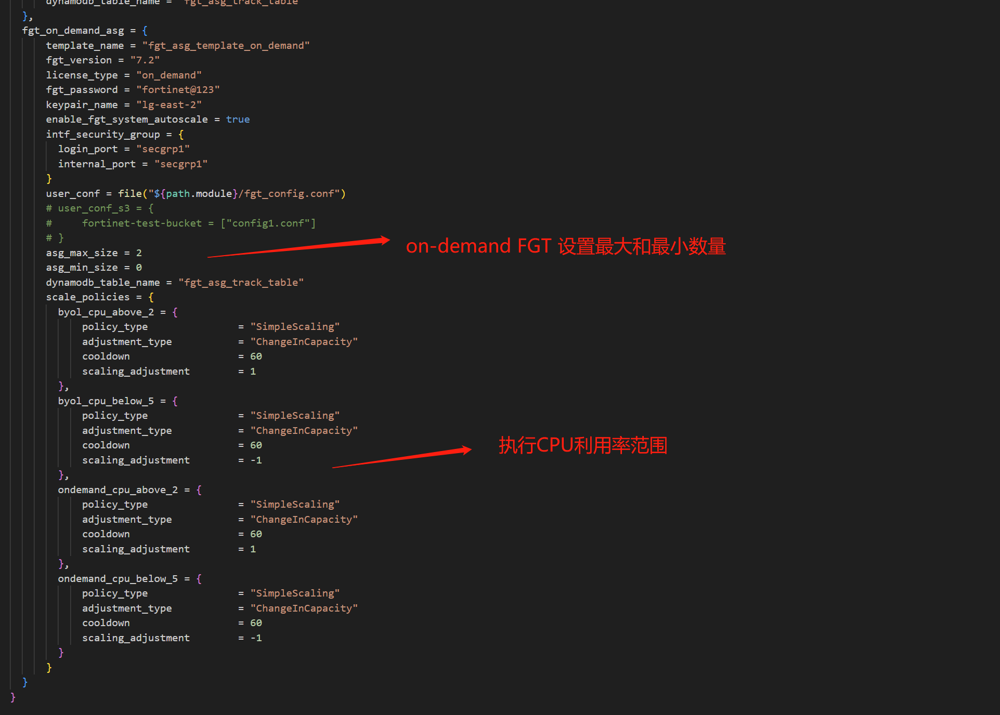 dynamodb_table_name = "fgt_asg_track_table"
},
fgt_on_demand_asg = {
template_name = "fgt_asg_template_on_demand"
fgt_version = "7.2"
license_type = "on_demand"
fgt_password = "fortinet@123"
keypair_name = "lg-east-2"
enable_fgt_system_autoscale = true
intf_security_group = {
login_port = "secgrp1"
internal_port = "secgrp1"
}
user_conf = file("${path.module}/fgt_config.conf")
# user_conf_s3 = {
#     fortinet-test-bucket = ["config1.conf"]
# }
on-demand FGT 设置最大和最小数量
asg_max_size = 2
asg_min_size = 0
dynamodb_table_name = "fgt_asg_track_table"
scale_policies = {
byol_cpu_above_2 = {
policy_type = "SimpleScaling"
adjustment_type = "ChangeInCapacity"
cooldown = 60
scaling_adjustment = 1
},
byol_cpu_below_5 = {
policy_type = "SimpleScaling"
adjustment_type = "ChangeInCapacity"
cooldown = 60
执行CPU利用率范围
scaling_adjustment = -1
},
ondemand_cpu_above_2 = {
policy_type = "SimpleScaling"
adjustment_type = "ChangeInCapacity"
cooldown = 60
scaling_adjustment = 1
},
ondemand_cpu_below_5 = {
policy_type = "SimpleScaling"
adjustment_type = "ChangeInCapacity"
cooldown = 60
scaling_adjustment = -1
}
}
}
}